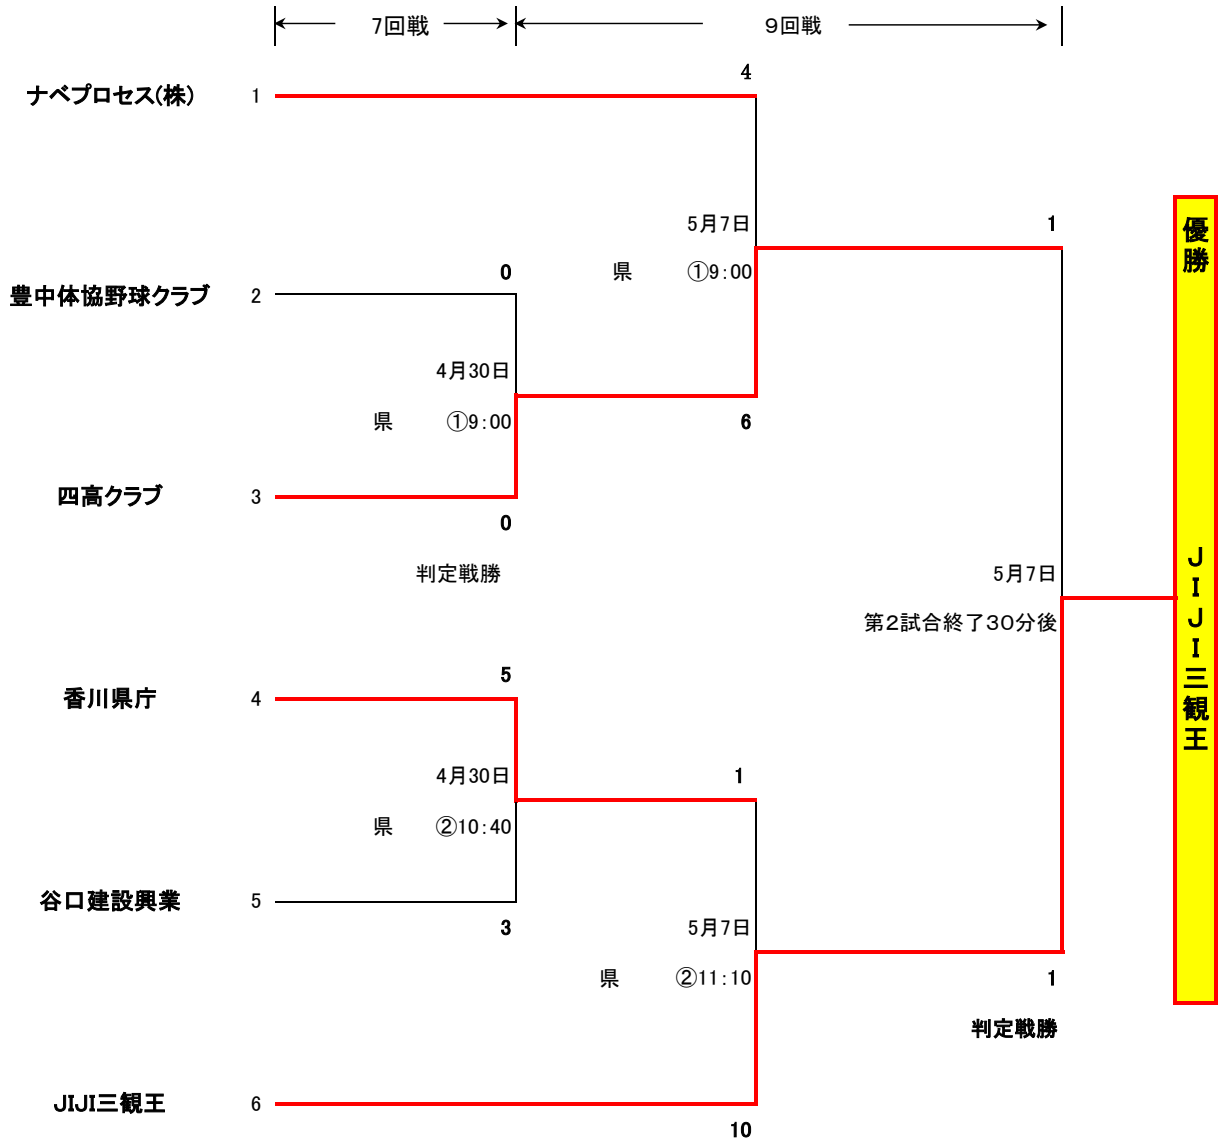 7回戦
９回戦
4
ナベプロセス(株)
1
5月7日
1
県
①9:00
0
豊中体協野球クラブ
2
4月30日
県
①9:00
6
四高クラブ
3
0
判定戦勝
5月7日
第2試合終了30分後
5
香川県庁
4
4月30日
1
県
②10:40
谷口建設興業
5
3
5月7日
県
②11:10
1
判定戦勝
JIJI三観王
6
10
優勝
ＪＩＪＩ三観王